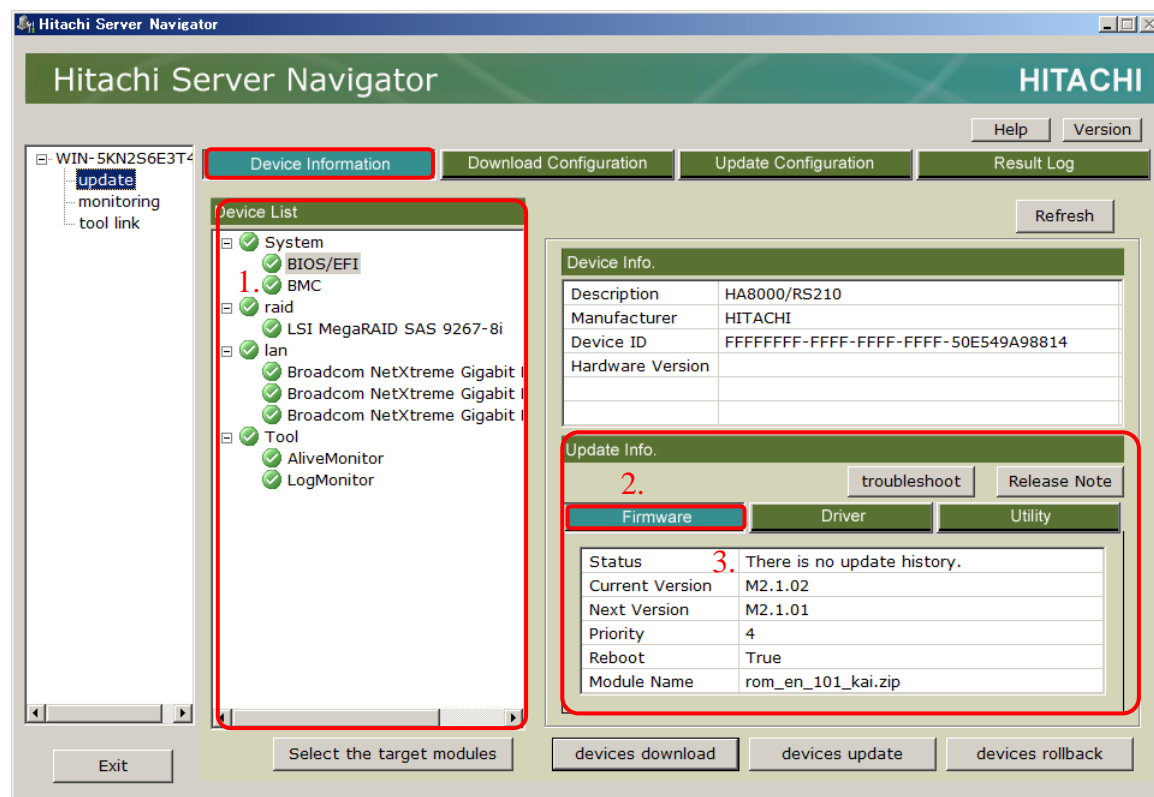 Hitachi Server Navigator
Hitachi Server Navigator
HITACHI
Help
Version
WIN-5KN2S6E3T4
update
monitoring
tool link
Device Information
Download Configuration
Update Configuration
Result Log
Device List
Refresh
System
BIOS/EFI
1.
BMC
raid
LSI MegaRAID SAS 9267-8i
lan
Broadcom NetXtreme Gigabit
Broadcom NetXtreme Gigabit
Broadcom NetXtreme Gigabit
Tool
AliveMonitor
LogMonitor
Device Info.
Description HA8000/RS210
Manufacturer HITACHI
Device ID FFFFFFFF-FFFF-FFFF-FFFF-50E549A98814
Hardware Version
Update Info.
2.
troubleshoot
Release Note
Firmware
Driver
Utility
3.
Status There is no update history.
Current Version M2.1.02
Next Version M2.1.01
Priority 4
Reboot True
Module Name rom_en_101_kai.zip
Exit
Select the target modules
devices download
devices update
devices rollback